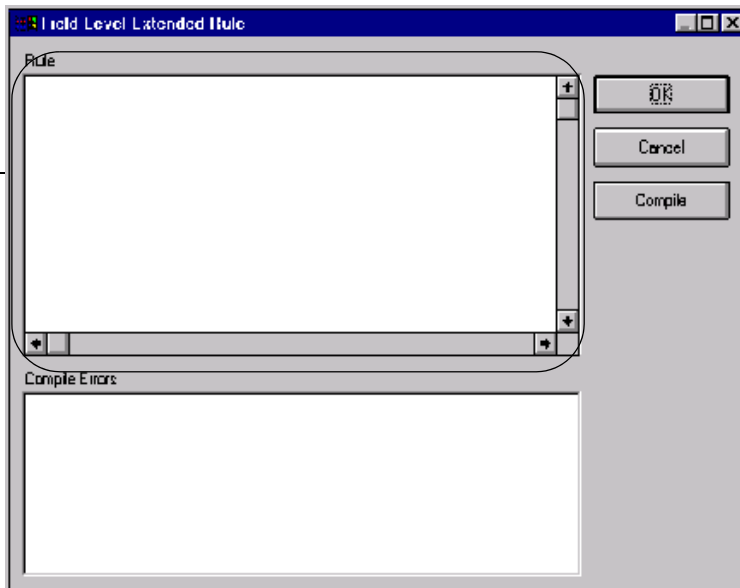 Field Level Extended Rule
Rule
OK
Cancel
Compile
Compile Errors